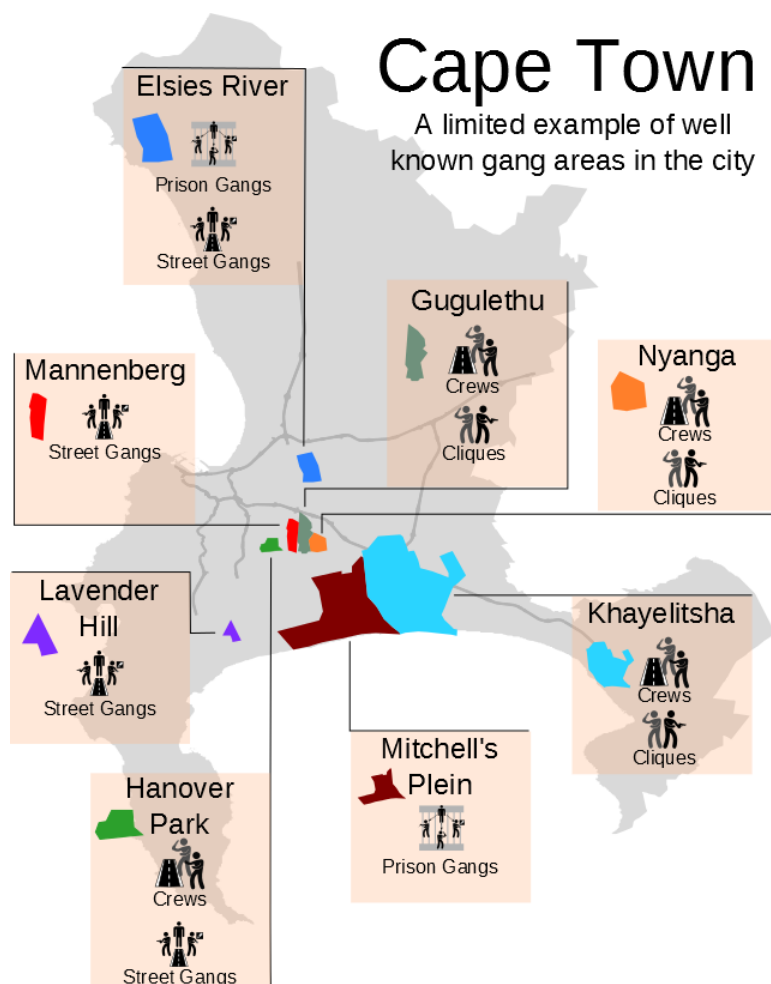 Cape Town
A limited example of well
known gang areas in the city
Elsies River
Prison Gangs
Street Gangs
Gugulethu
Crews
Cliques
Nyanga
Crews
Cliques
Mannenberg
Street Gangs
Lavender
Hill
Street Gangs
Khayelitsha
Crews
Cliques
Mitchell's
Plein
Prison Gangs
Hanover
Park
Crews
Street Gangs